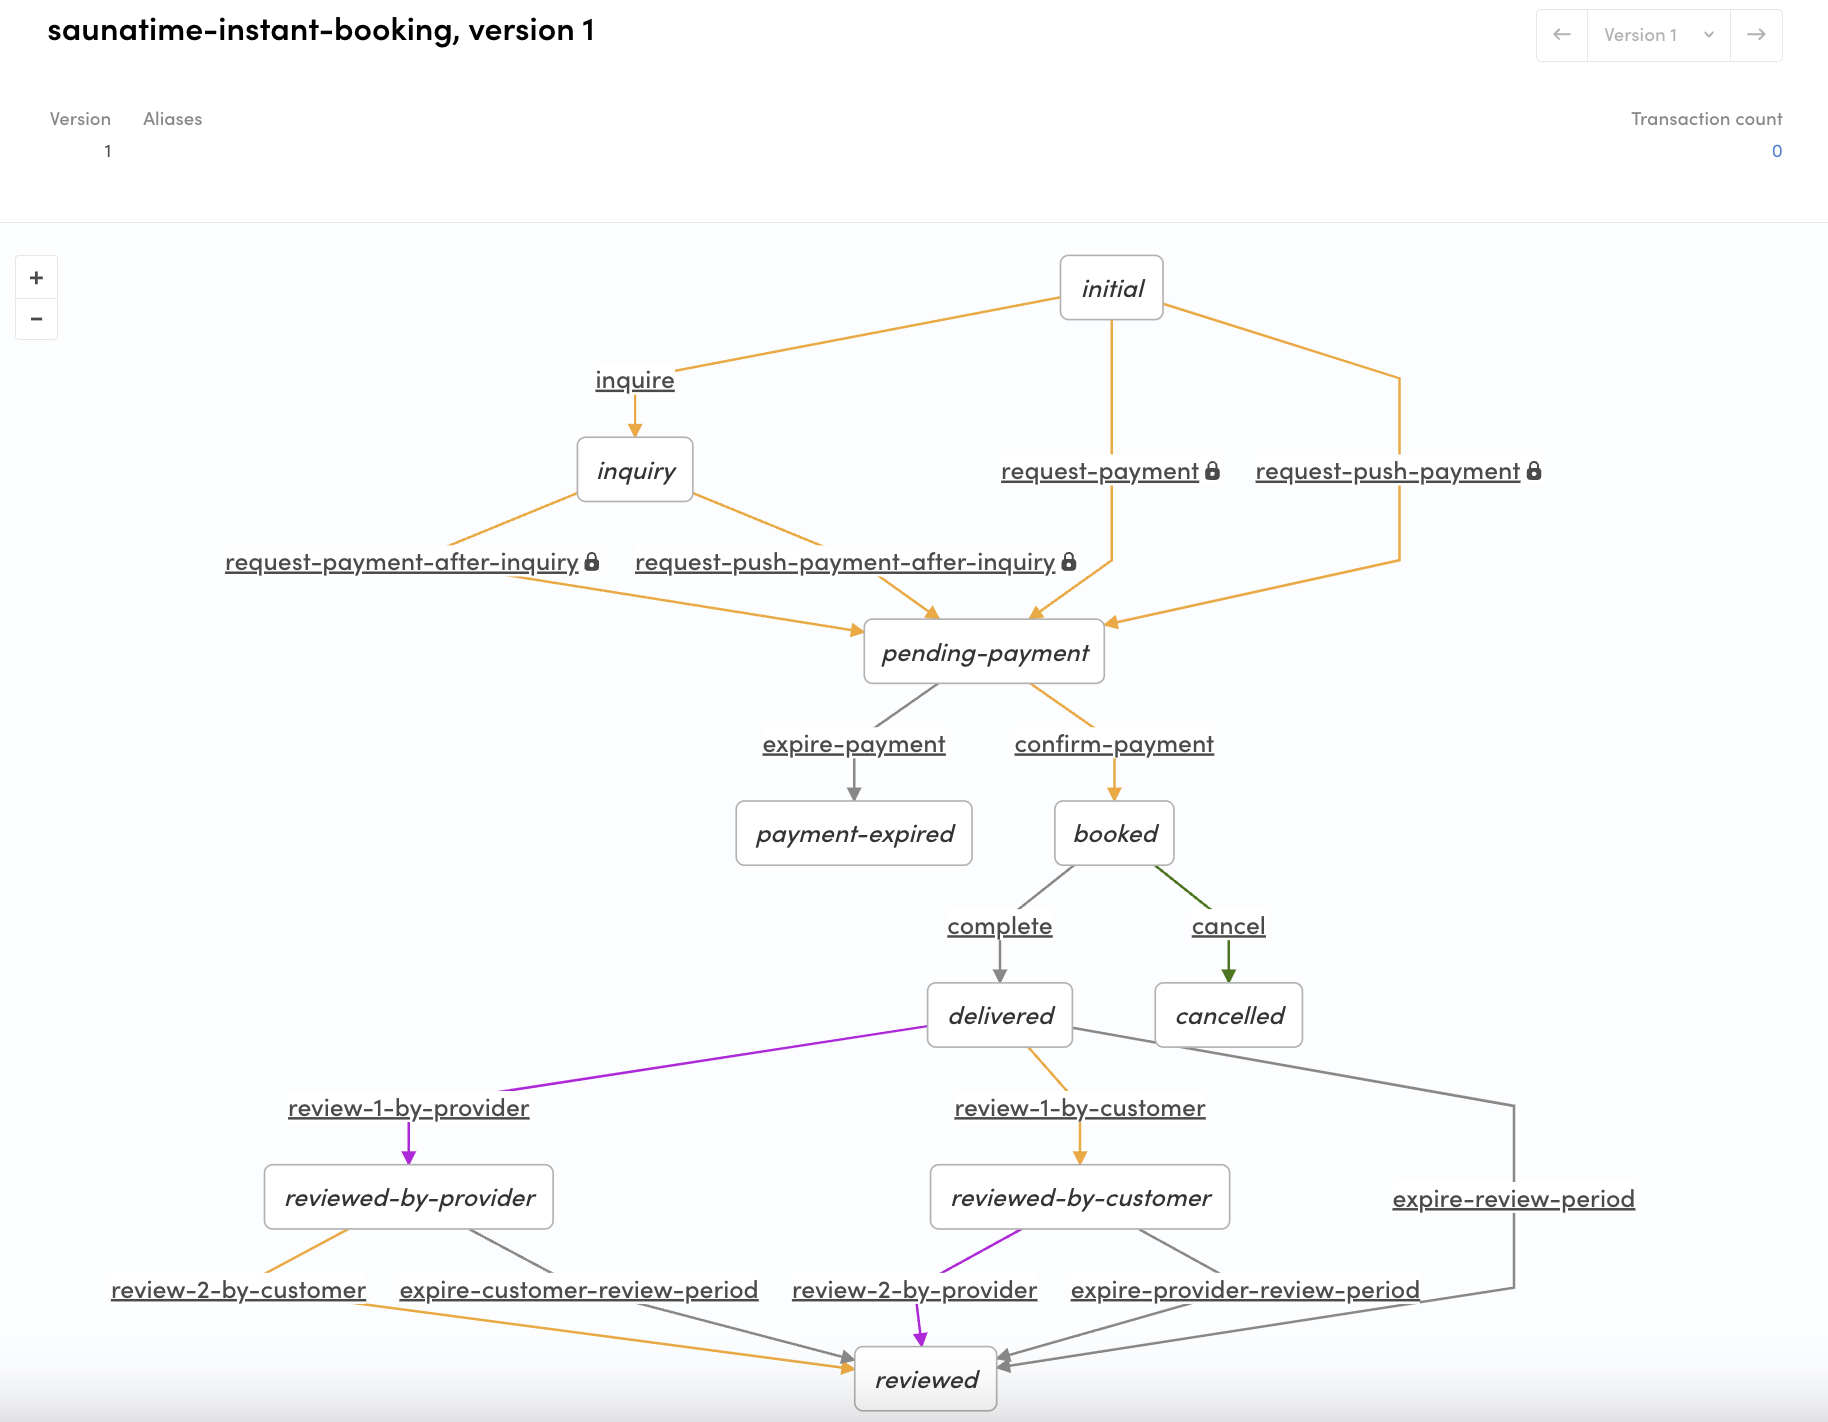 saunatime-instant-booking, version 1
← Version 1 →
Version Aliases Transaction count
1 0
+
−
initial
inquire
inquiry request-payment request-push-payment
request-payment-after-inquiry request-push-payment-after-inquiry
pending-payment
expire-payment confirm-payment
payment-expired booked
complete cancel
delivered cancelled
review-1-by-provider review-1-by-customer
reviewed-by-provider reviewed-by-customer expire-review-period
review-2-by-customer expire-customer-review-period review-2-by-provider expire-provider-review-period
reviewed